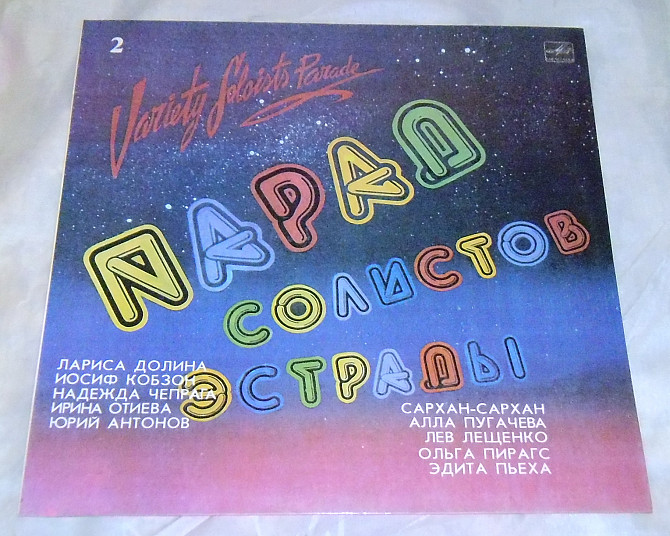 2
Variety Soloists Parade
ПАРАД
СОЛИСТОВ
ЭСТРАДЫ
ЛАРИСА ДОЛИНА
ИОСИФ КОБЗОН
НАДЕЖДА ЧЕПРАГА
ИРИНА ОТИЕВА
ЮРИЙ АНТОНОВ
САРХАН-САРХАН
АЛЛА ПУГАЧЕВА
ЛЕВ ЛЕЩЕНКО
ОЛЬГА ПИРАГС
ЭДИТА ПЬЕХА